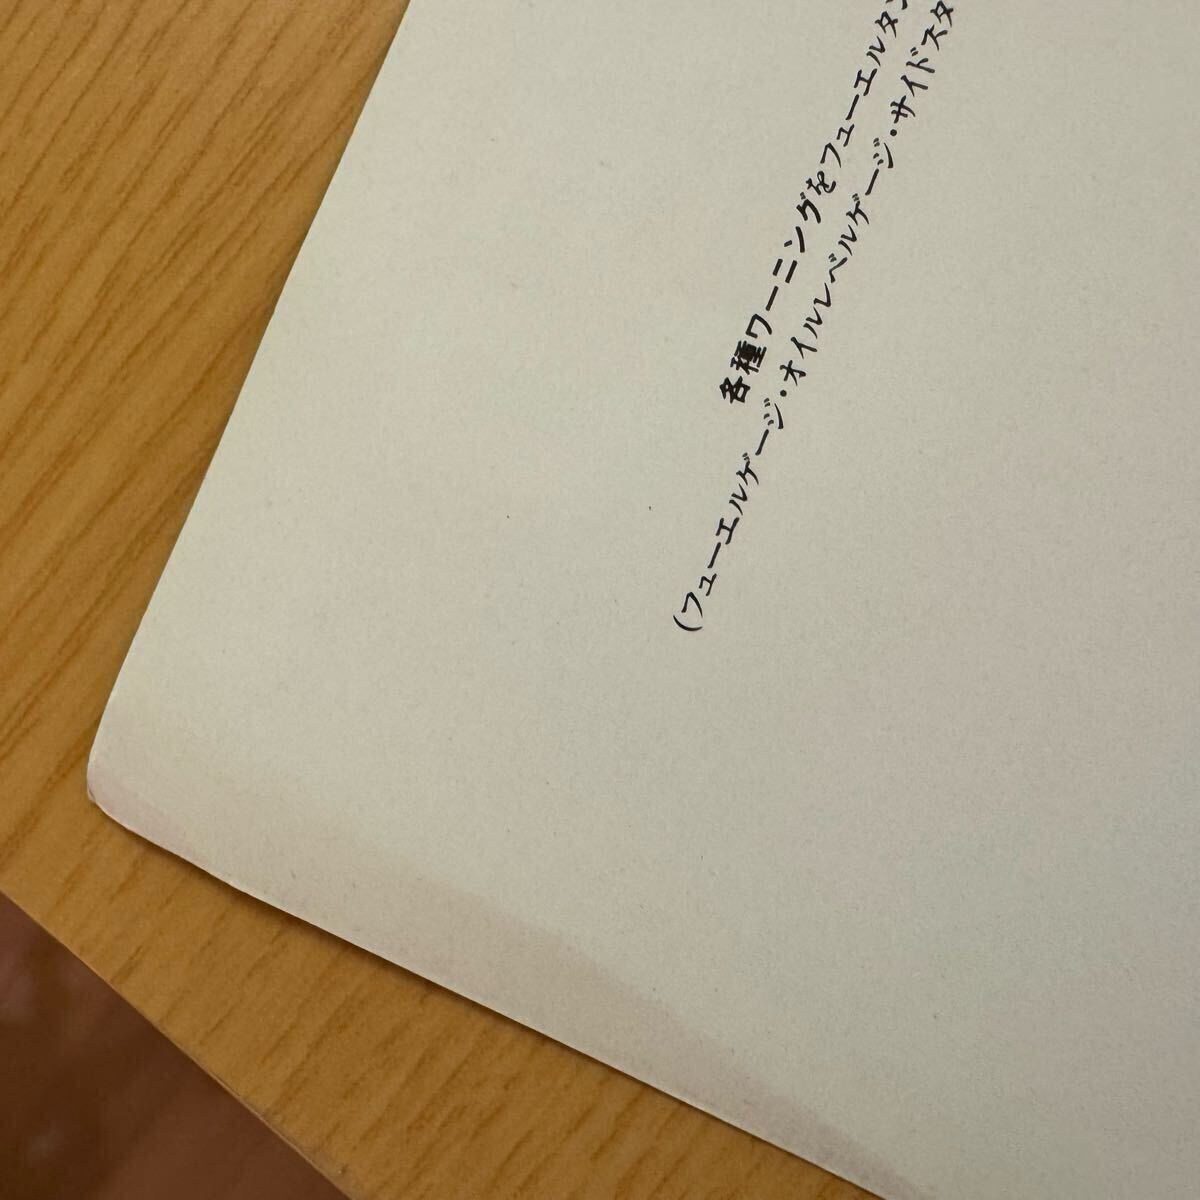 各種ワーニングをフューエルタン
(フューエルゲージ・オイルレベルゲージ・サイドスタ